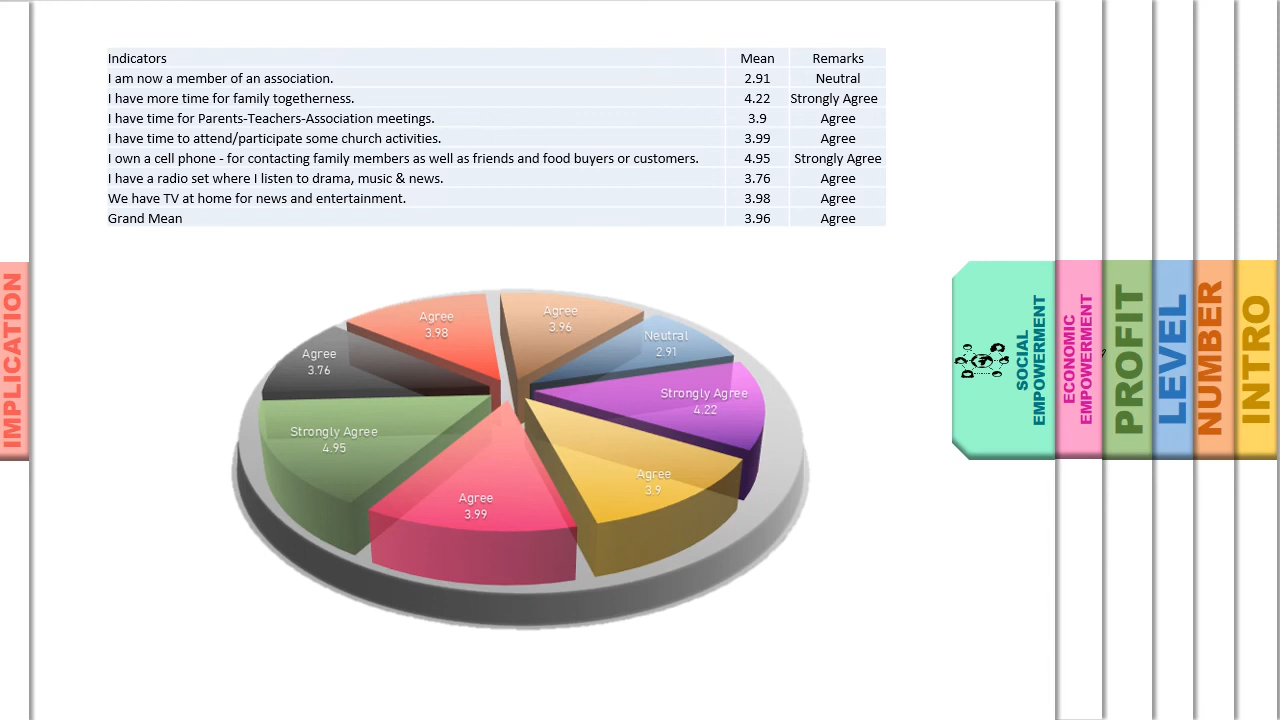 Indicators Mean Remarks
I am now a member of an association. 2.91 Neutral
I have more time for family togetherness. 4.22 Strongly Agree
I have time for Parents-Teachers-Association meetings. 3.9 Agree
I have time to attend/participate some church activities. 3.99 Agree
I own a cell phone - for contacting family members as well as friends and food buyers or customers. 4.95 Strongly Agree
I have a radio set where I listen to drama, music & news. 3.76 Agree
We have TV at home for news and entertainment. 3.98 Agree
Grand Mean 3.96 Agree
Agree
3.98
Agree
3.96
Neutral
2.91
Agree
3.76
Strongly Agree
4.22
Strongly Agree
4.95
Agree
3.9
Agree
3.99
IMPLICATION
SOCIAL
EMPOWERMENT
ECONOMIC
EMPOWERMENT
PROFIT
LEVEL
NUMBER
INTRO